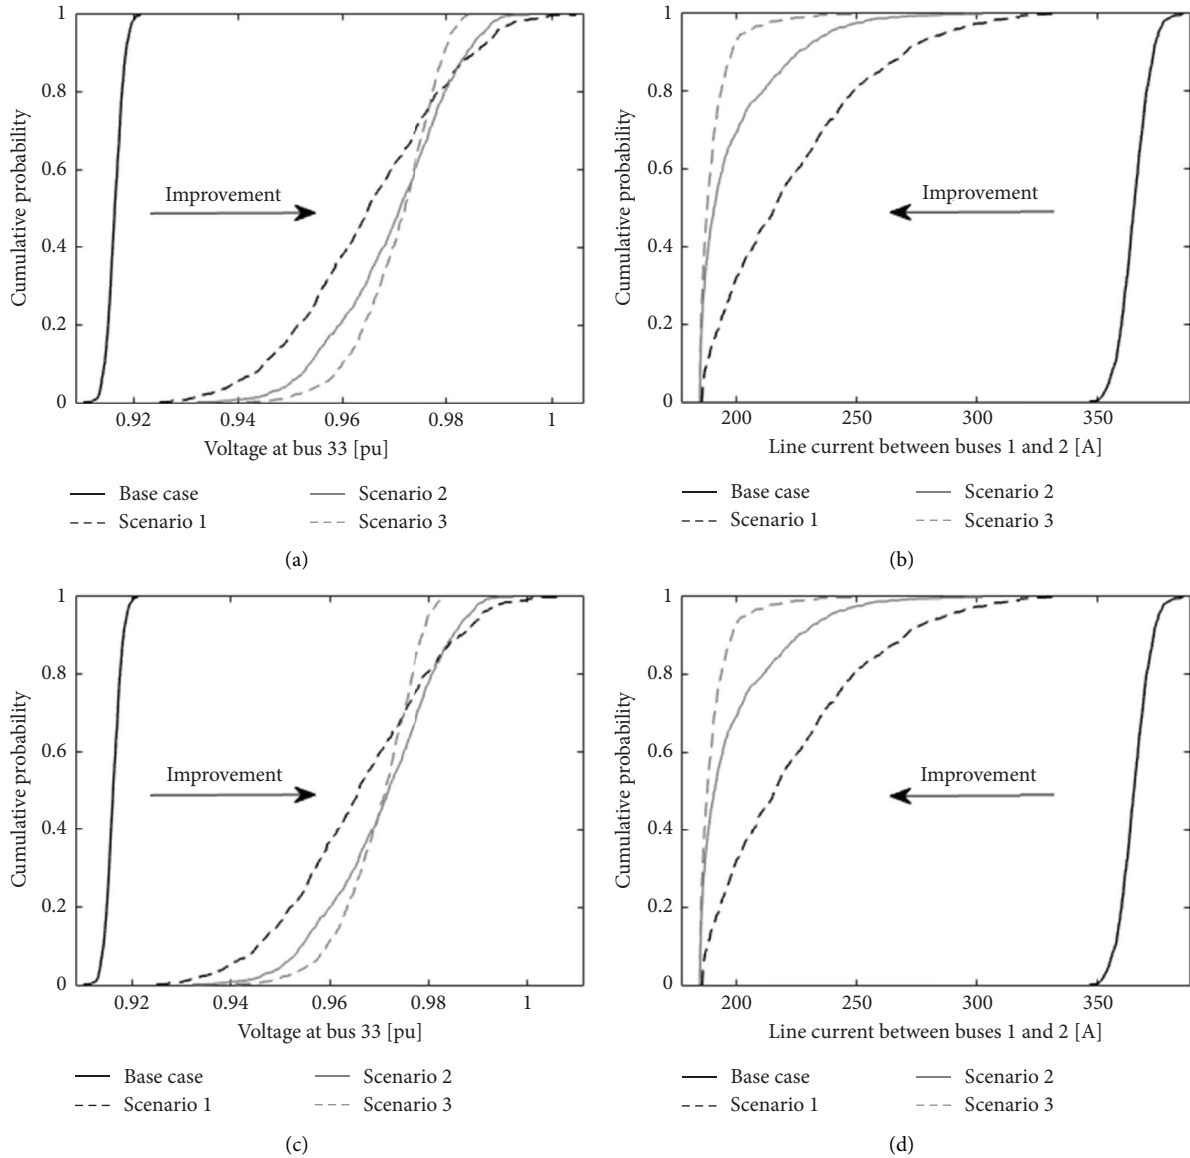 Cumulative probability
1
0.8
0.6
0.4
0.2
0
Improvement
0.92
0.94
0.96
0.98
1
Voltage at bus 33 [pu]
Base case
Scenario 1
Scenario 2
Scenario 3
(a)
Cumulative probability
1
0.8
0.6
0.4
0.2
0
Improvement
200
250
300
350
Line current between buses 1 and 2 [A]
Base case
Scenario 1
Scenario 2
Scenario 3
(b)
Cumulative probability
1
0.8
0.6
0.4
0.2
0
Improvement
0.92
0.94
0.96
0.98
1
Voltage at bus 33 [pu]
Base case
Scenario 1
Scenario 2
Scenario 3
(c)
Cumulative probability
1
0.8
0.6
0.4
0.2
0
Improvement
200
250
300
350
Line current between buses 1 and 2 [A]
Base case
Scenario 1
Scenario 2
Scenario 3
(d)